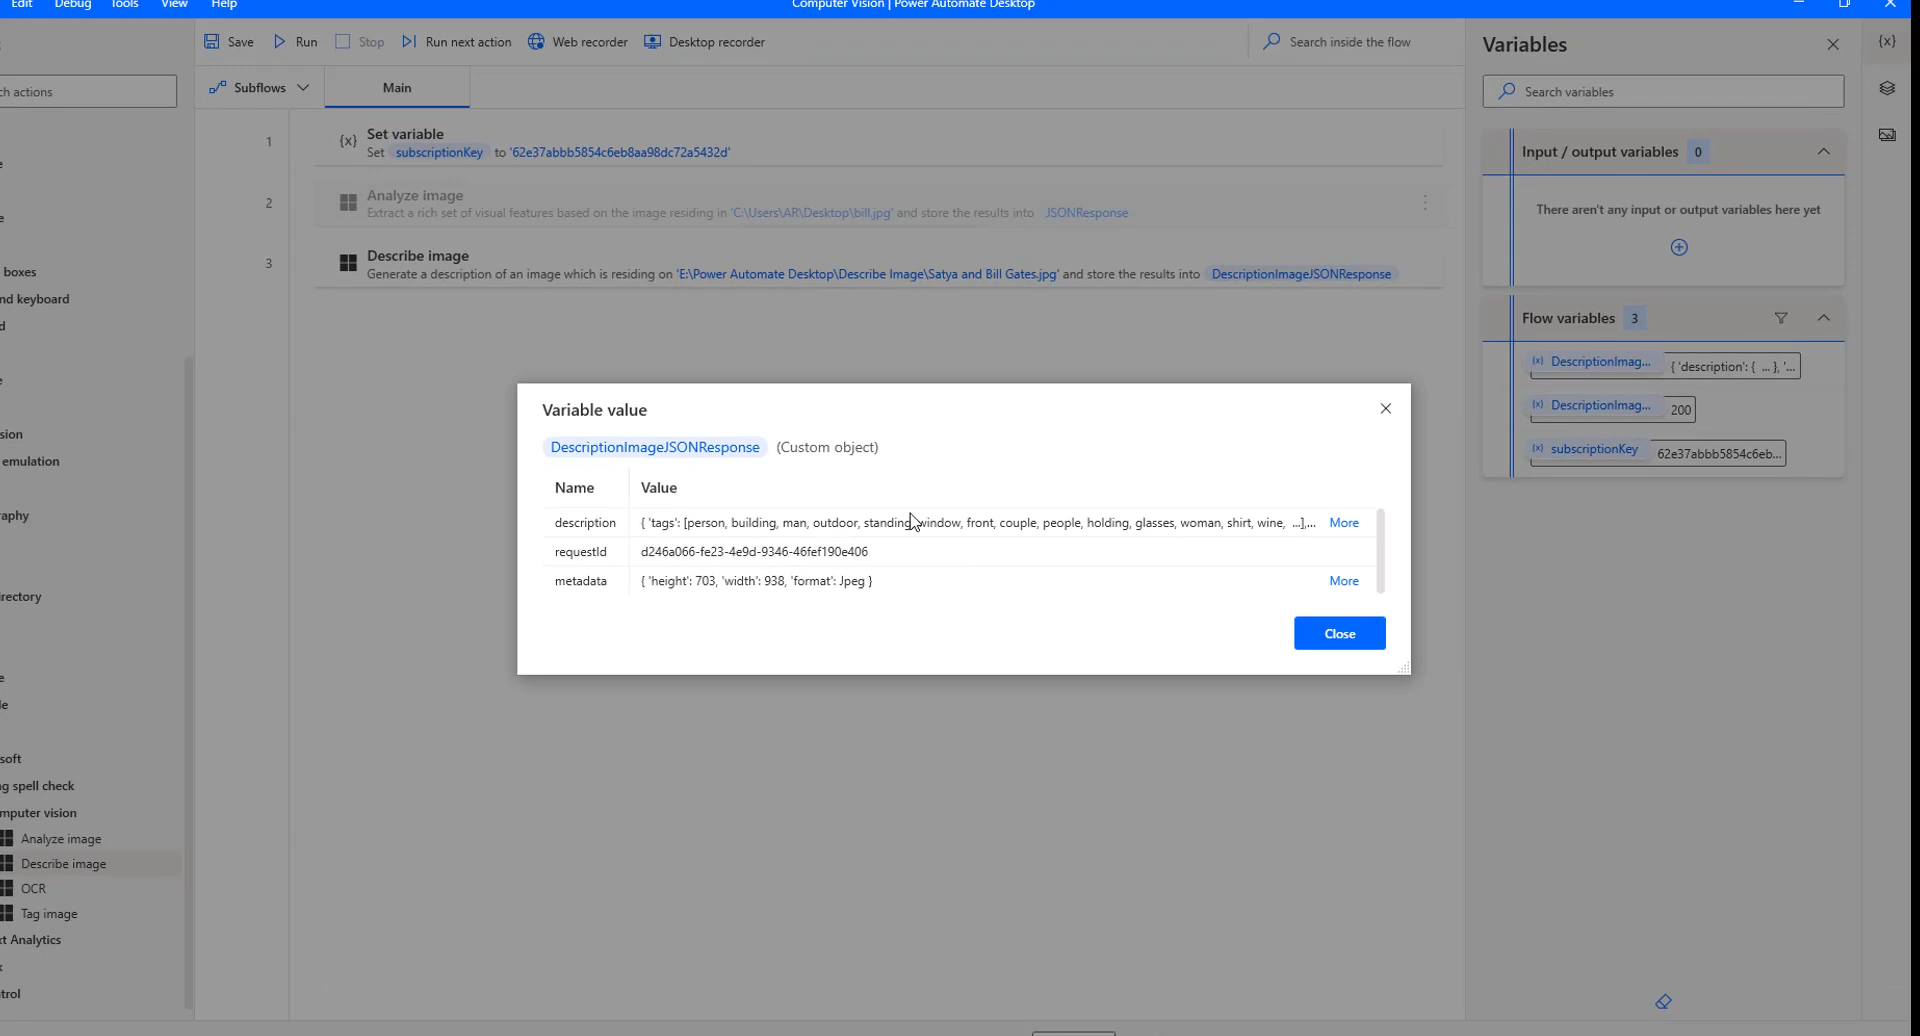 Edit Debug Tools View Help
Computer Vision | Power Automate Desktop
Save Run Stop Run next action Web recorder Desktop recorder
Search inside the flow
Subflows Main
ch actions
boxes
nd keyboard
d
sion
emulation
aphy
irectory
e
le
soft
g spell check
mputer vision
Analyze image
Describe image
OCR
Tag image
xt Analytics
x
trol
1
Set variable
{x} Set subscriptionKey to '62e37abbb5854c6eb8aa98dc72a5432d'
2
Analyze image
Extract a rich set of visual features based on the image residing in 'C:\Users\AR\Desktop\bill.jpg' and store the results into JSONResponse
3
Describe image
Generate a description of an image which is residing on 'E:\Power Automate Desktop\Describe Image\Satya and Bill Gates.jpg' and store the results into DescriptionImageJSONResponse
Variable value
DescriptionImageJSONResponse (Custom object)
Name Value
description { 'tags': [person, building, man, outdoor, standing, window, front, couple, people, holding, glasses, woman, shirt, wine, ...],... More
requestId d246a066-fe23-4e9d-9346-46fef190e406
metadata { 'height': 703, 'width': 938, 'format': Jpeg } More
Close
Variables
{x}
Search variables
Input / output variables 0
There aren't any input or output variables here yet
Flow variables 3
(x) DescriptionImag... { 'description': { ... }, '...
(x) DescriptionImag... 200
(x) subscriptionKey 62e37abbb5854c6eb...